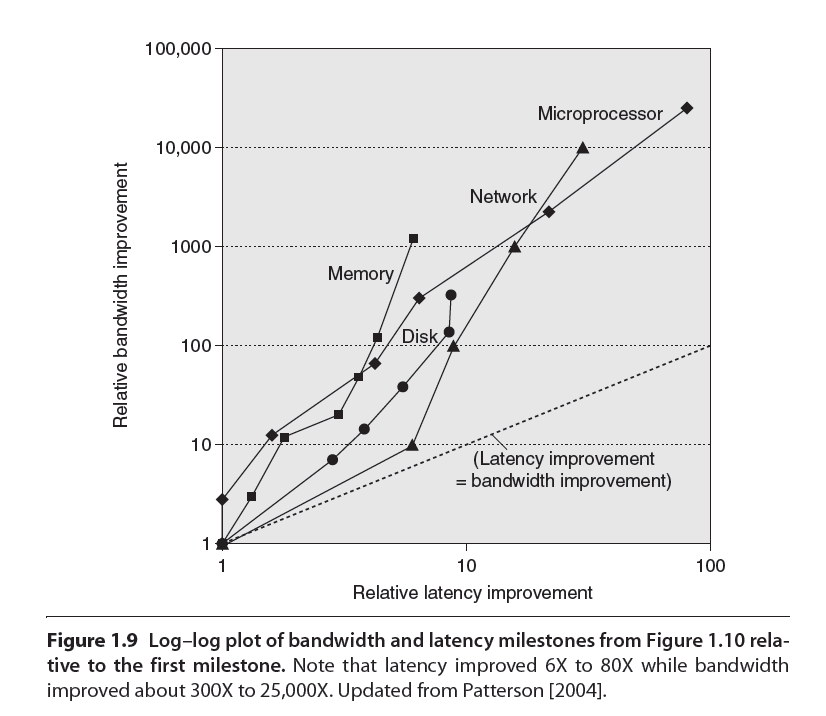 100,000
10,000
1000
100
10
1
Relative bandwidth improvement
Microprocessor
Network
Memory
Disk
(Latency improvement
= bandwidth improvement)
1
10
100
Relative latency improvement
Figure 1.9 Log–log plot of bandwidth and latency milestones from Figure 1.10 rela-
tive to the first milestone. Note that latency improved 6X to 80X while bandwidth
improved about 300X to 25,000X. Updated from Patterson [2004].